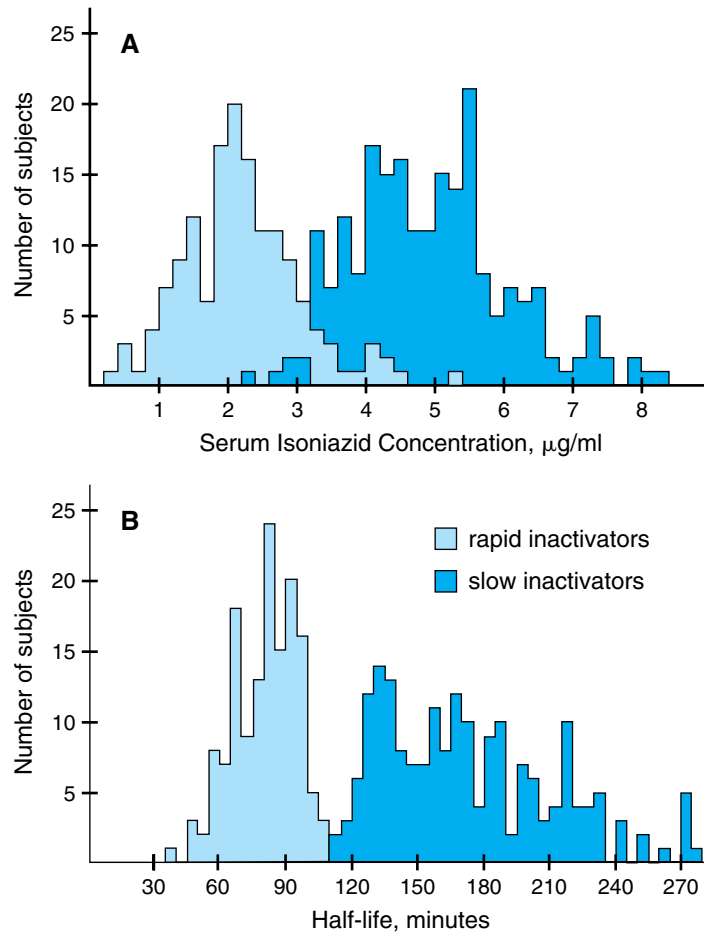 A
Number of subjects
25
20
15
10
5
1 2 3 4 5 6 7 8
Serum Isoniazid Concentration, μg/ml
B
Number of subjects
25
20
15
10
5
rapid inactivators
slow inactivators
30 60 90 120 150 180 210 240 270
Half-life, minutes